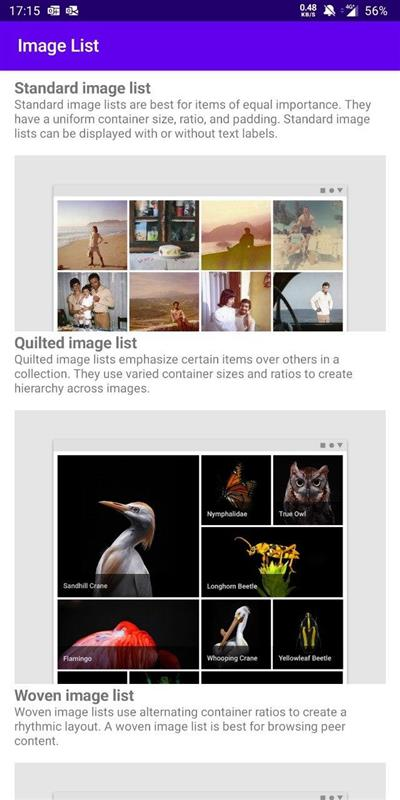 17:15
0.48
KB/S
4G+
56%
Image List
Standard image list
Standard image lists are best for items of equal importance. They
have a uniform container size, ratio, and padding. Standard image
lists can be displayed with or without text labels.
Quilted image list
Quilted image lists emphasize certain items over others in a
collection. They use varied container sizes and ratios to create
hierarchy across images.
Nymphalidae
True Owl
Sandhill Crane
Longhorn Beetle
Flamingo
Whooping Crane
Yellowleaf Beetle
Woven image list
Woven image lists use alternating container ratios to create a
rhythmic layout. A woven image list is best for browsing peer
content.